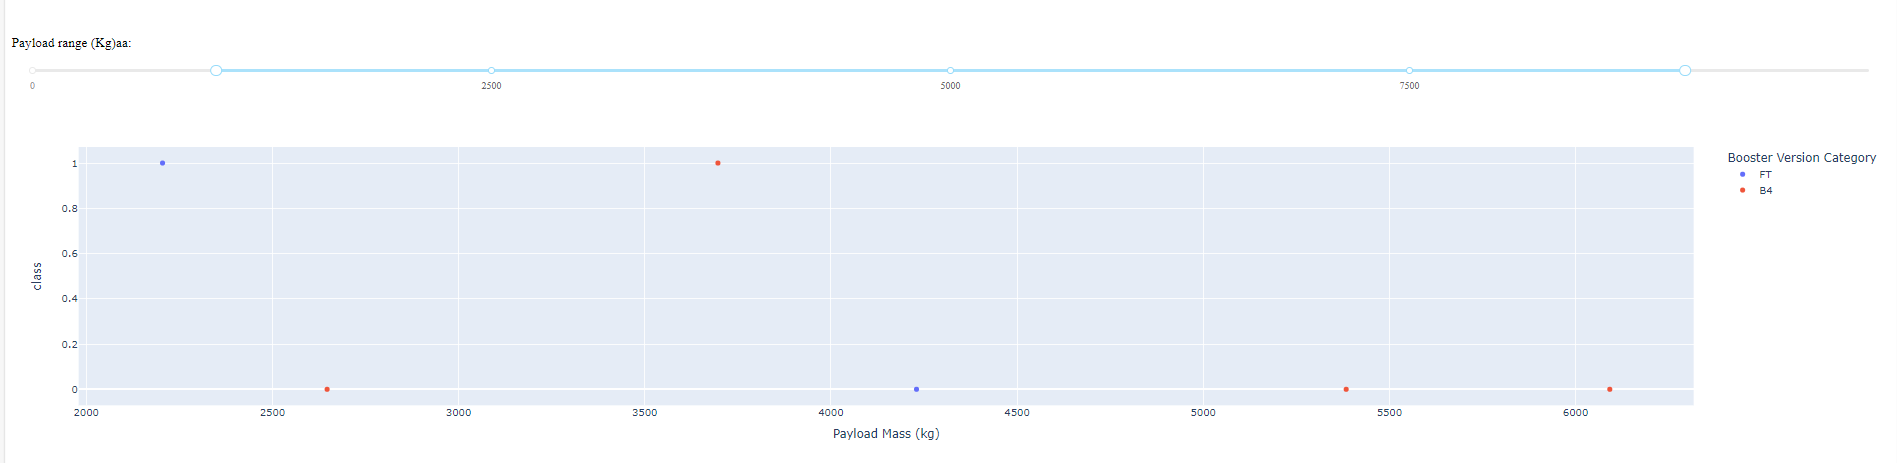 Payload range (Kg)aa:
0 2500 5000 7500
Booster Version Category
FT
B4
1
0.8
0.6
0.4
0.2
0
class
2000 2500 3000 3500 4000 4500 5000 5500 6000
Payload Mass (kg)